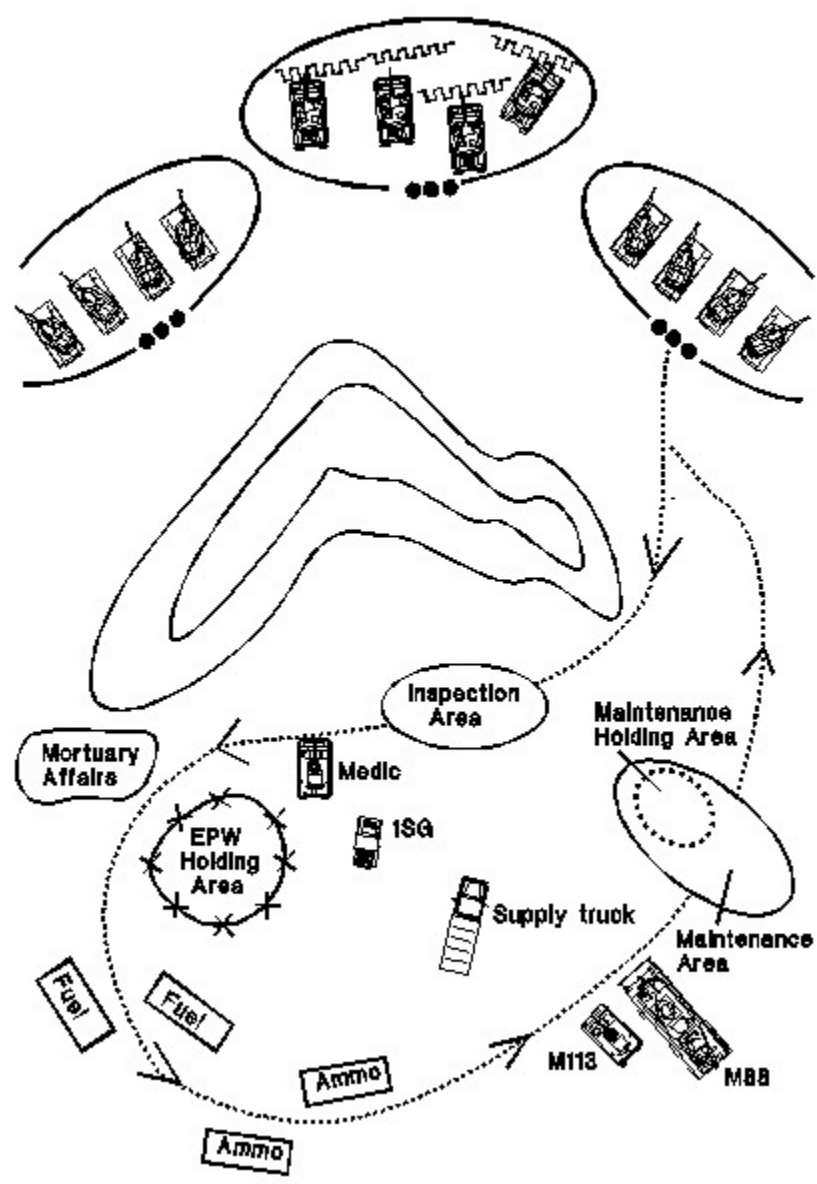 Inspection
Area
Maintenance
Holding Area
Mortuary
Affairs
Medic
1SG
EPW
Holding
Area
Supply truck
Maintenance
Area
Fuel
Fuel
M113
M88
Ammo
Ammo